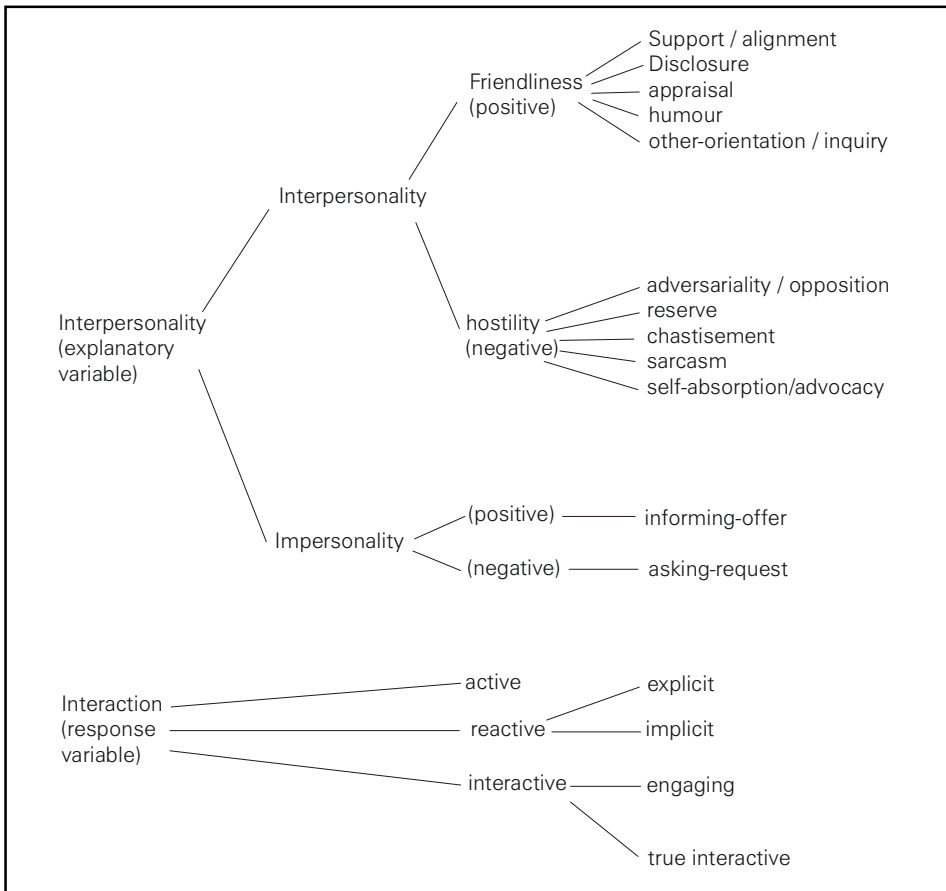 Support / alignment
Disclosure
appraisal
humour
other-orientation / inquiry
Friendliness
(positive)
Interpersonality
adversariality / opposition
reserve
chastisement
sarcasm
self-absorption/advocacy
hostility
(negative)
Interpersonality
(explanatory
variable)
Impersonality
(positive)
informing-offer
(negative)
asking-request
Interaction
(response
variable)
active
reactive
explicit
implicit
interactive
engaging
true interactive